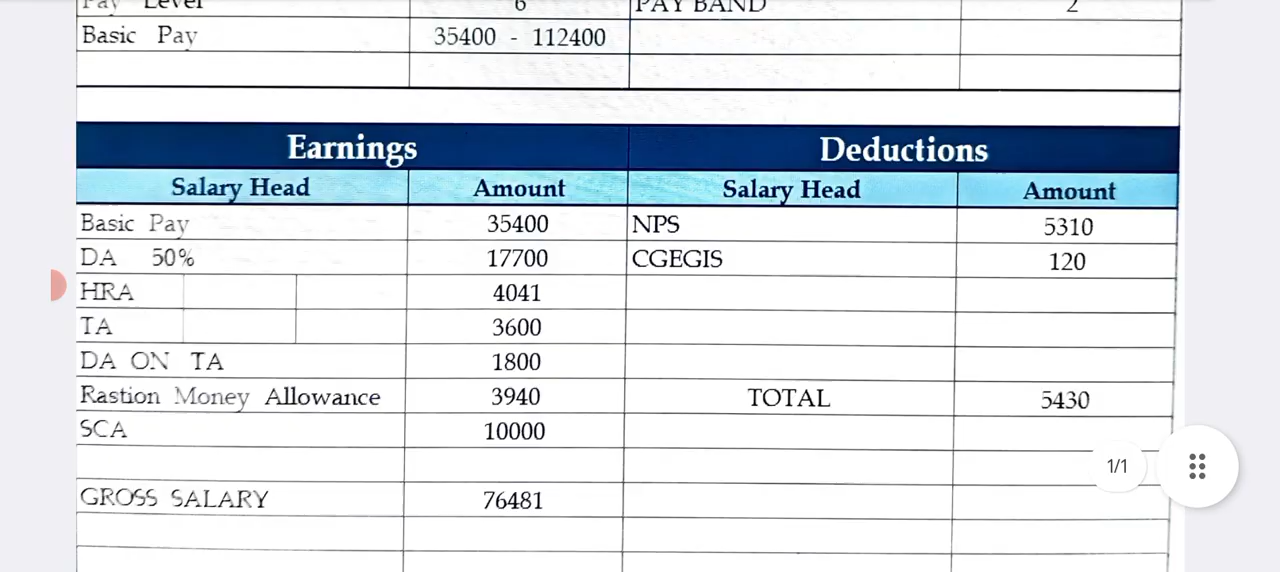 Pay Level 6 PAY BAND 2
Basic Pay 35400 - 112400
Earnings Deductions
Salary Head Amount Salary Head Amount
Basic Pay 35400 NPS 5310
DA 50% 17700 CGEGIS 120
HRA 4041
TA 3600
DA ON TA 1800
Rastion Money Allowance 3940 TOTAL 5430
SCA 10000
1/1
GROSS SALARY 76481